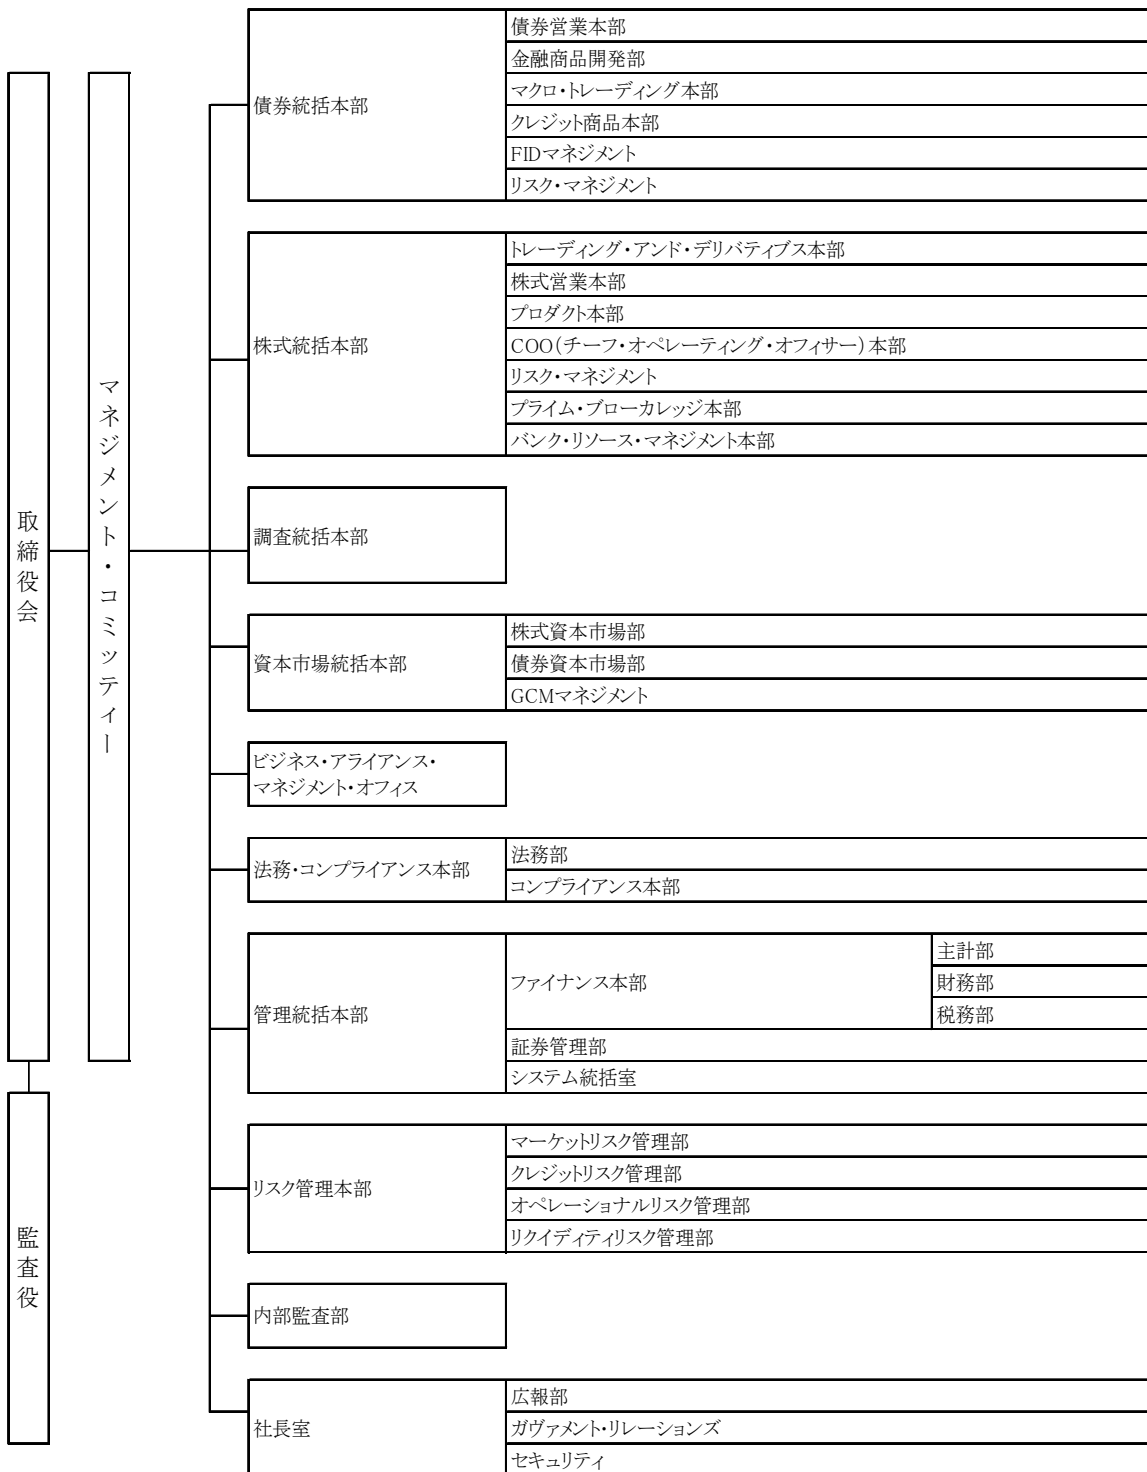 取締役会
監査役
マネジメント・コミッティー
債券統括本部
債券営業本部
金融商品開発部
マクロ・トレーディング本部
クレジット商品本部
FIDマネジメント
リスク・マネジメント
株式統括本部
トレーディング・アンド・デリバティブス本部
株式営業本部
プロダクト本部
COO(チーフ・オペレーティング・オフィサー)本部
リスク・マネジメント
プライム・ブローカレッジ本部
バンク・リソース・マネジメント本部
調査統括本部
資本市場統括本部
株式資本市場部
債券資本市場部
GCMマネジメント
ビジネス・アライアンス・
マネジメント・オフィス
法務・コンプライアンス本部
法務部
コンプライアンス本部
管理統括本部
ファイナンス本部
主計部
財務部
税務部
証券管理部
システム統括室
リスク管理本部
マーケットリスク管理部
クレジットリスク管理部
オペレーショナルリスク管理部
リクイディティリスク管理部
内部監査部
社長室
広報部
ガヴァメント・リレーションズ
セキュリティ